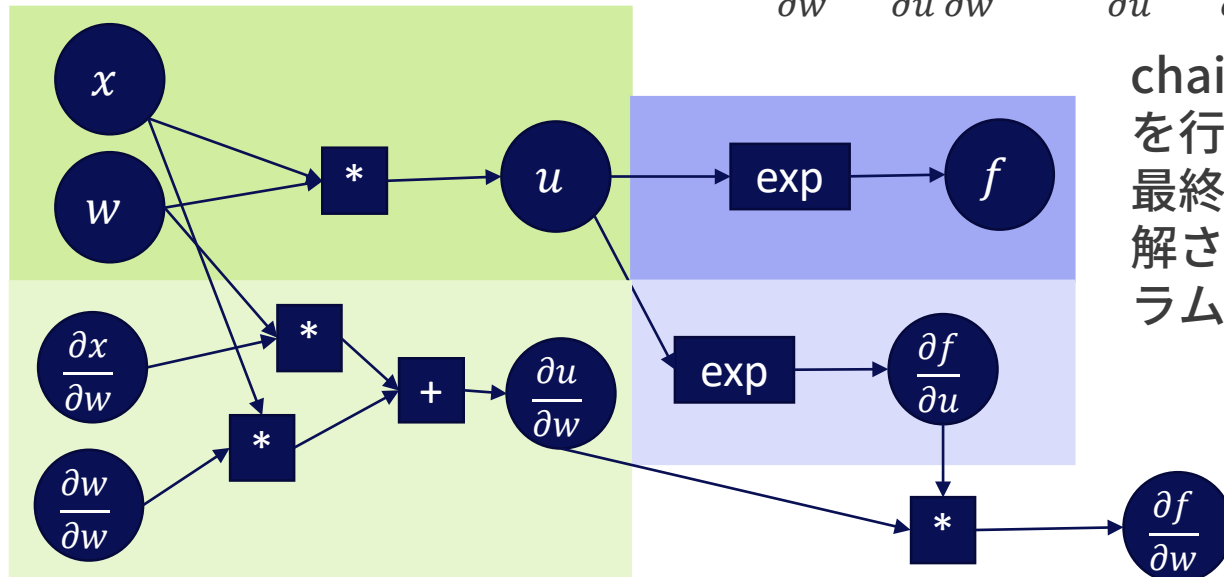 ∂w ∂u ∂w ∂u
x
w
*
u
exp
f
chai
を行
最終
解さ
ラム
∂x/∂w
*
∂w/∂w
*
+
∂u/∂w
exp
∂f/∂u
*
∂f/∂w